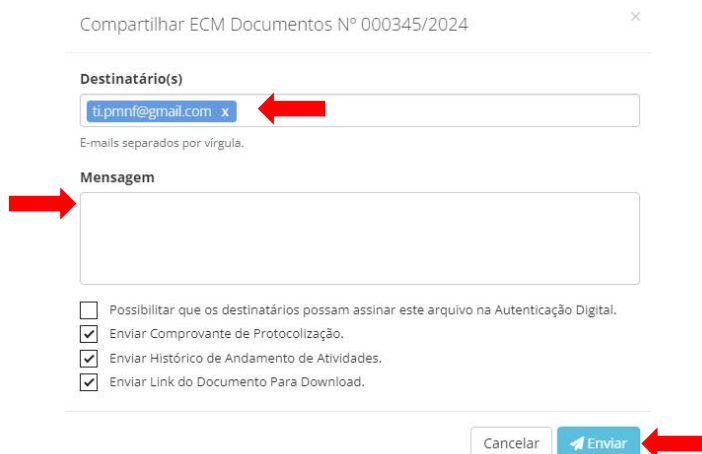 Compartilhar ECM Documentos Nº 000345/2024
×
Destinatário(s)
ti.pmnf@gmail.com x
E-mails separados por vírgula.
Mensagem
Possibilitar que os destinatários possam assinar este arquivo na Autenticação Digital.
Enviar Comprovante de Protocolização.
Enviar Histórico de Andamento de Atividades.
Enviar Link do Documento Para Download.
Cancelar Enviar